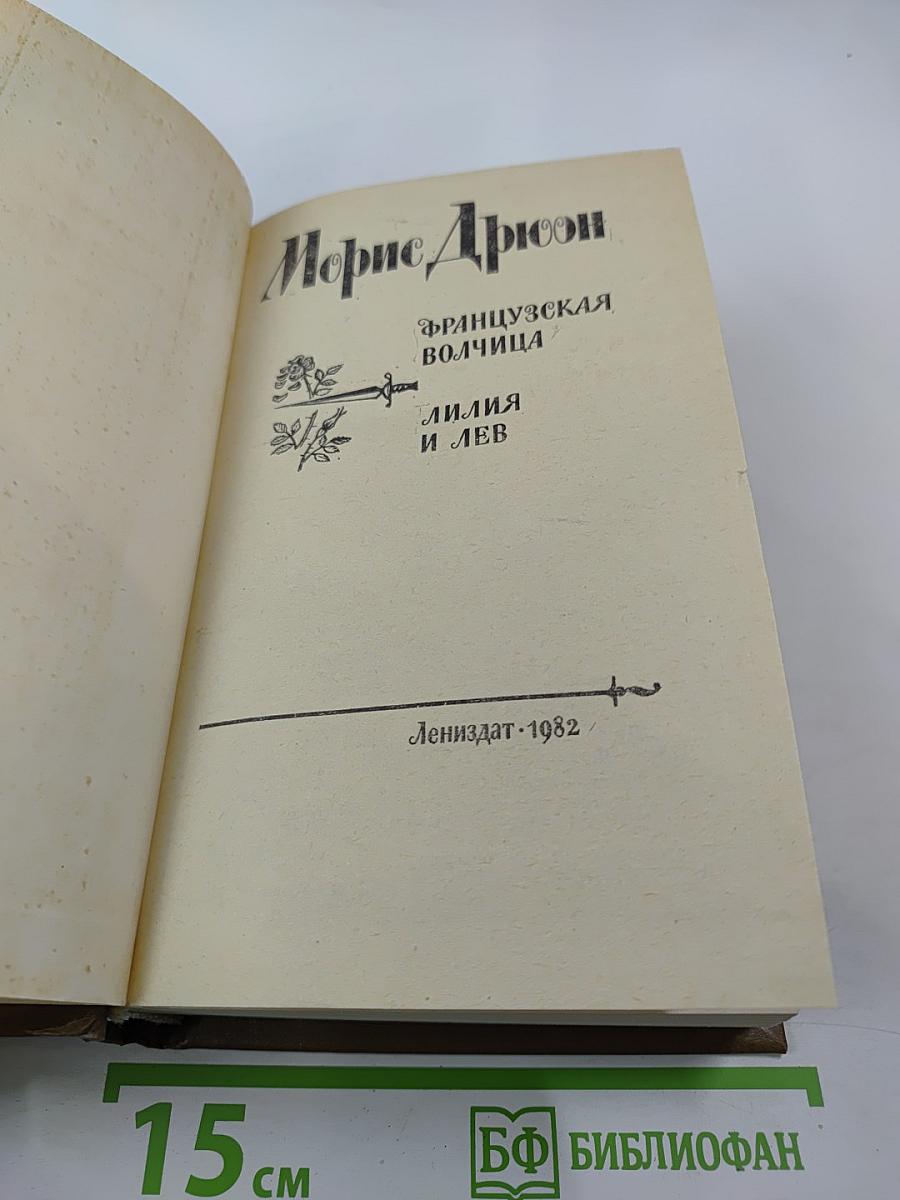 Морис Дрюон
ФРАНЦУЗСКАЯ
ВОЛЧИЦА
ЛИЛИЯ
И ЛЕВ
Лениздат·1982
15 см
БФ БИБЛИОФАН